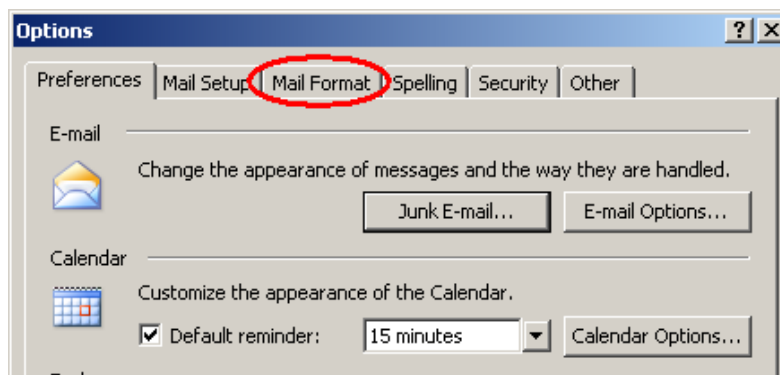 Options
Preferences Mail Setup Mail Format Spelling Security Other
E-mail
Change the appearance of messages and the way they are handled.
Junk E-mail... E-mail Options...
Calendar
Customize the appearance of the Calendar.
Default reminder: 15 minutes Calendar Options...